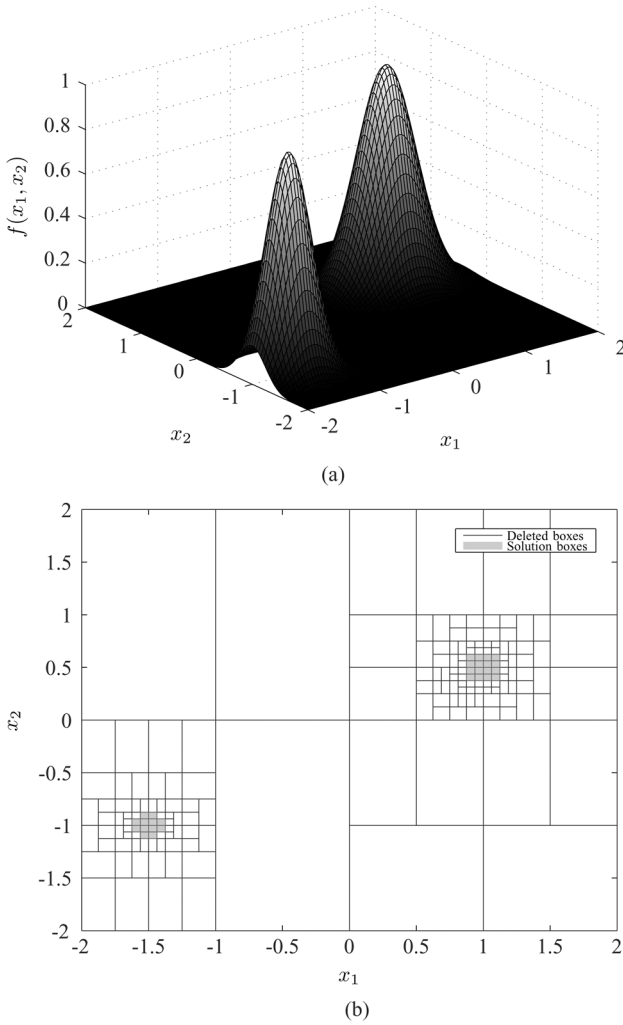 1
0.8
0.6
0.4
0.2
0
f(x₁, x₂)
2
1
0
-1
-2
x₂
-2
-1
0
1
2
x₁
(a)
2
1.5
1
0.5
0
-0.5
-1
-1.5
-2
x₂
Deleted boxes
Solution boxes
-2 -1.5 -1 -0.5 0 0.5 1 1.5 2
x₁
(b)